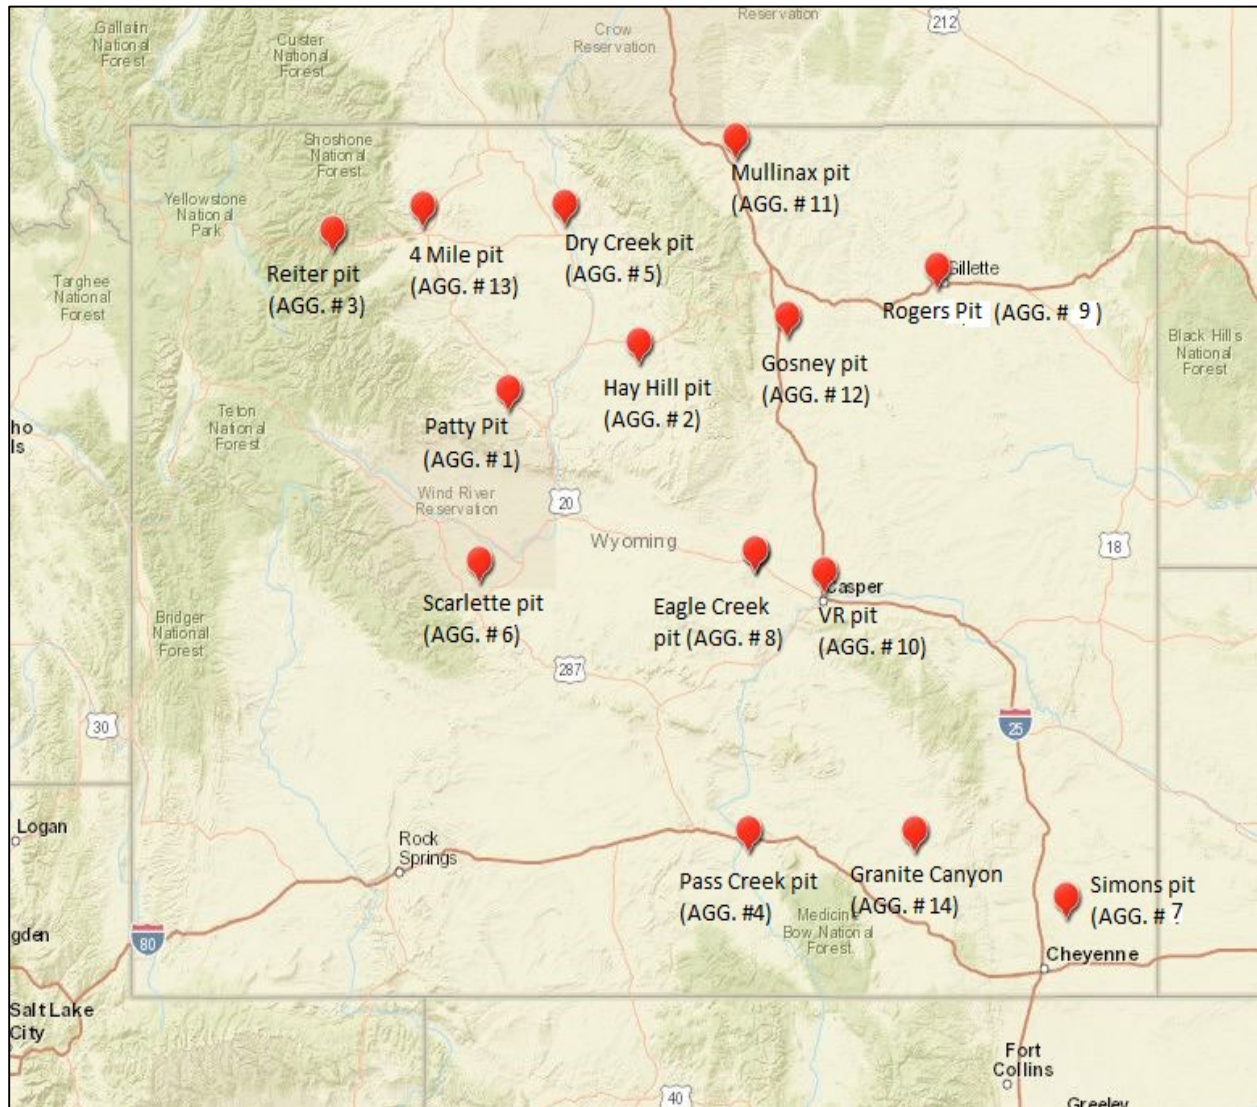 Gallatin
National
Forest
Custer
National
Forest
Crow
Reservation
Reservation
212
Shoshone
National
Forest
Mullinax pit
(AGG. # 11)
Yellowstone
National
Park
4 Mile pit
(AGG. # 13)
Dry Creek pit
(AGG. # 5)
Reiter pit
(AGG. # 3)
Targhee
National
Forest
Gillette
Rogers Pit (AGG. # 9 )
Black Hills
National
Forest
Gosney pit
(AGG. # 12)
Hay Hill pit
(AGG. # 2)
Teton
National
Forest
Patty Pit
(AGG. # 1)
ho
ls
Wind River
Reservation
20
Wyoming
18
Scarlette pit
(AGG. # 6)
Eagle Creek
pit (AGG. # 8)
Casper
VR pit
(AGG. # 10)
Bridger
National
Forest
287
30
25
Logan
Rock
Springs
Pass Creek pit
(AGG. #4)
Granite Canyon
(AGG. # 14)
Simons pit
(AGG. # 7
Medicine
Bow National
Forest
gden
80
Cheyenne
Salt Lake
City
Fort
Collins
40
Greeley